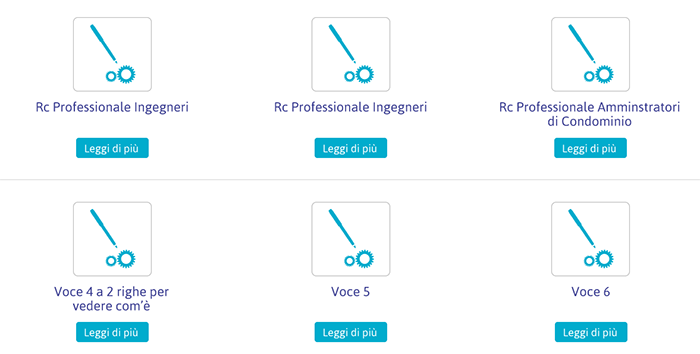 Rc Professionale Ingegneri
Rc Professionale Ingegneri
Rc Professionale Amminstratori
di Condominio
Leggi di più
Leggi di più
Leggi di più
Voce 4 a 2 righe per
vedere com'è
Voce 5
Voce 6
Leggi di più
Leggi di più
Leggi di più